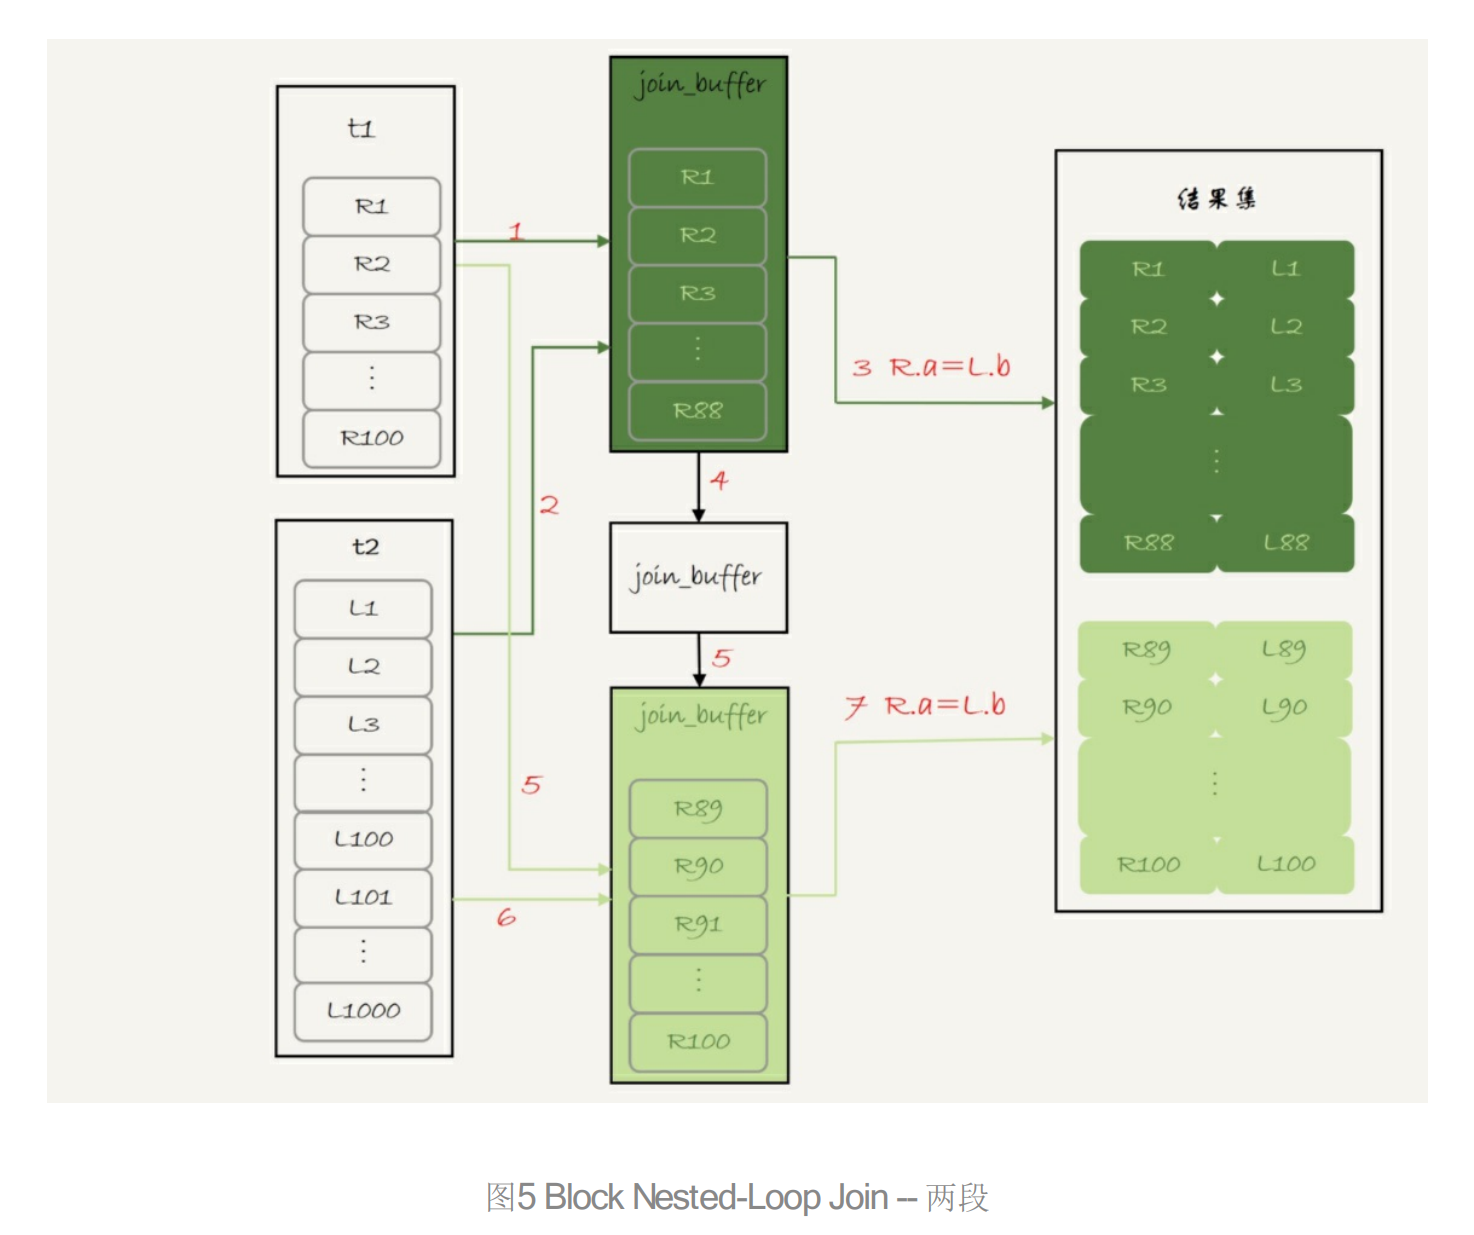 t1
R1
R2
R3
⋮
R100
t2
L1
L2
L3
⋮
L100
L101
⋮
L1000
1
2
5
6
join_buffer
R1
R2
R3
⋮
R88
4
join_buffer
5
join_buffer
R89
R90
R91
⋮
R100
3 R.a=L.b
7 R.a=L.b
结果集
R1 L1
R2 L2
R3 L3
⋮
R88 L88
R89 L89
R90 L90
⋮
R100 L100
图5 Block Nested-Loop Join -- 两段